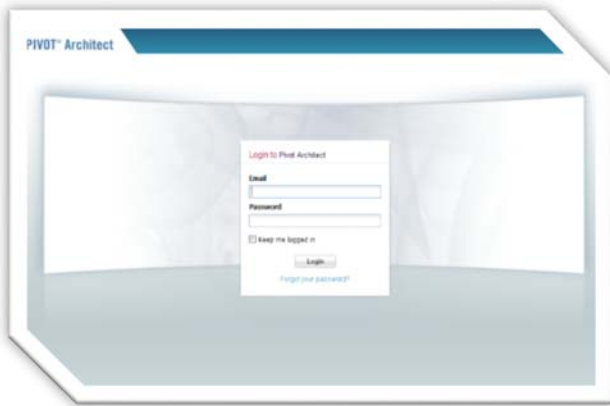 PIVOT™ Architect
Login to Pivot Architect
Email
Password
Keep me logged in
Login
Forgot your password?